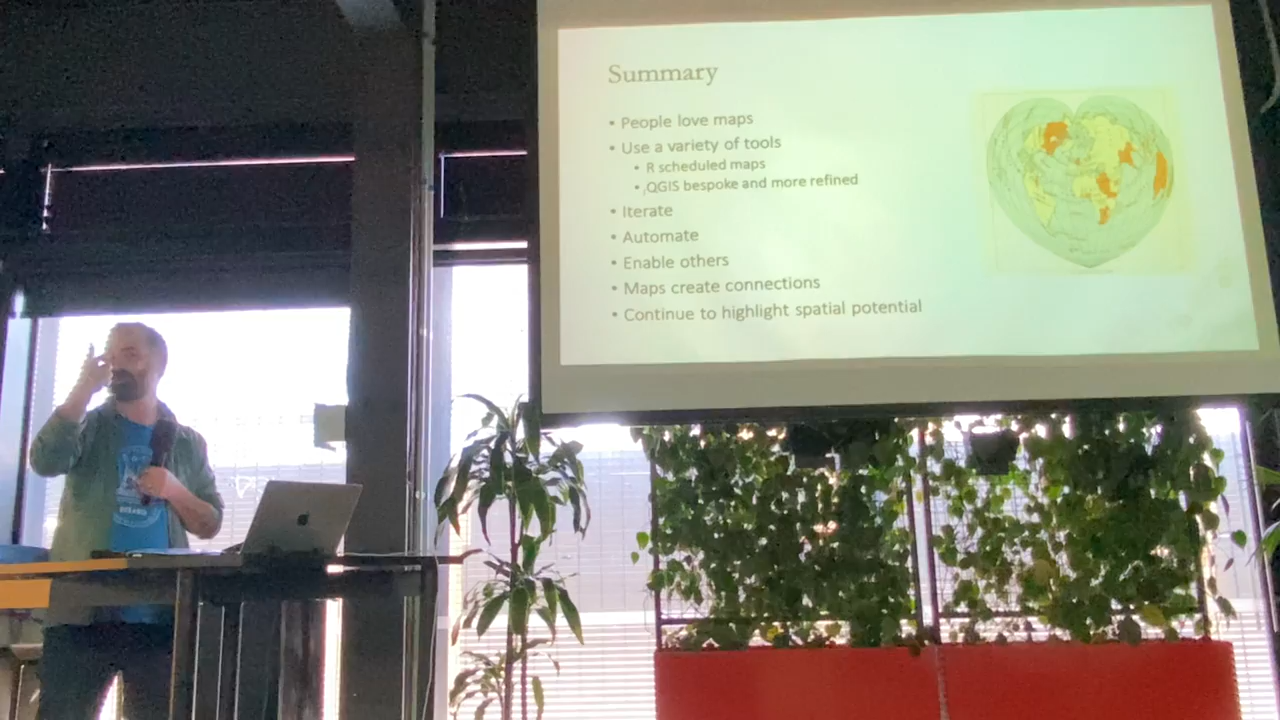 Summary
• People love maps
• Use a variety of tools
• R scheduled maps
• QGIS bespoke and more refined
• Iterate
• Automate
• Enable others
• Maps create connections
• Continue to highlight spatial potential